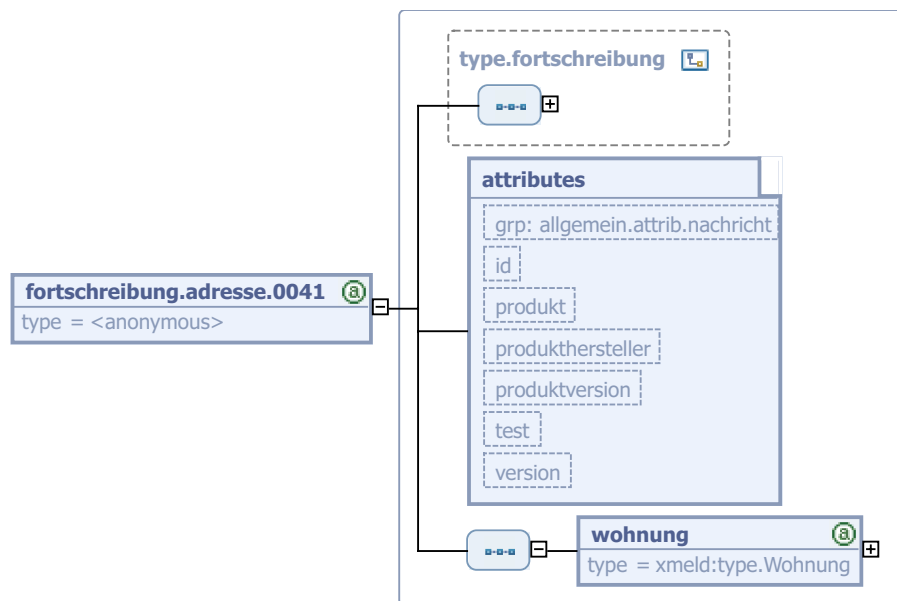 type.fortschreibung
attributes
grp: allgemein.attrib.nachricht
id
fortschreibung.adresse.0041
type = <anonymous>
produkt
produkthersteller
produktversion
test
version
wohnung
type = xmeld:type.Wohnung